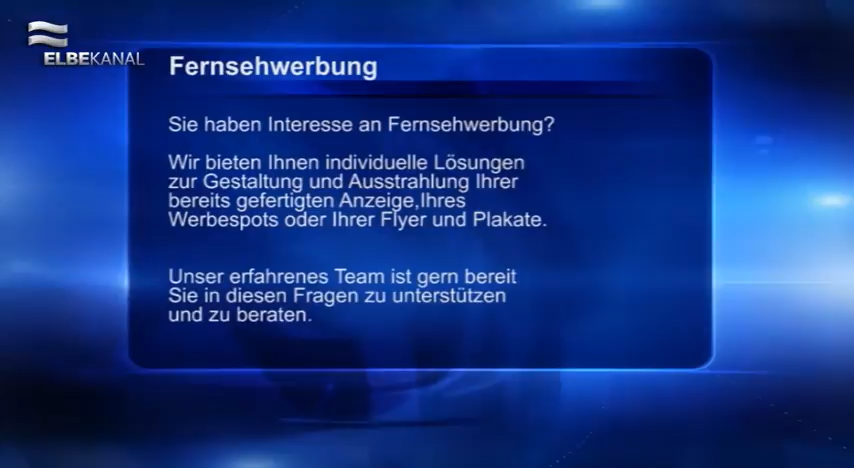 ELBEKANAL
Fernsehwerbung
Sie haben Interesse an Fernsehwerbung?
Wir bieten Ihnen individuelle Lösungen
zur Gestaltung und Ausstrahlung Ihrer
bereits gefertigten Anzeige,Ihres
Werbespots oder Ihrer Flyer und Plakate.
Unser erfahrenes Team ist gern bereit
Sie in diesen Fragen zu unterstützen
und zu beraten.